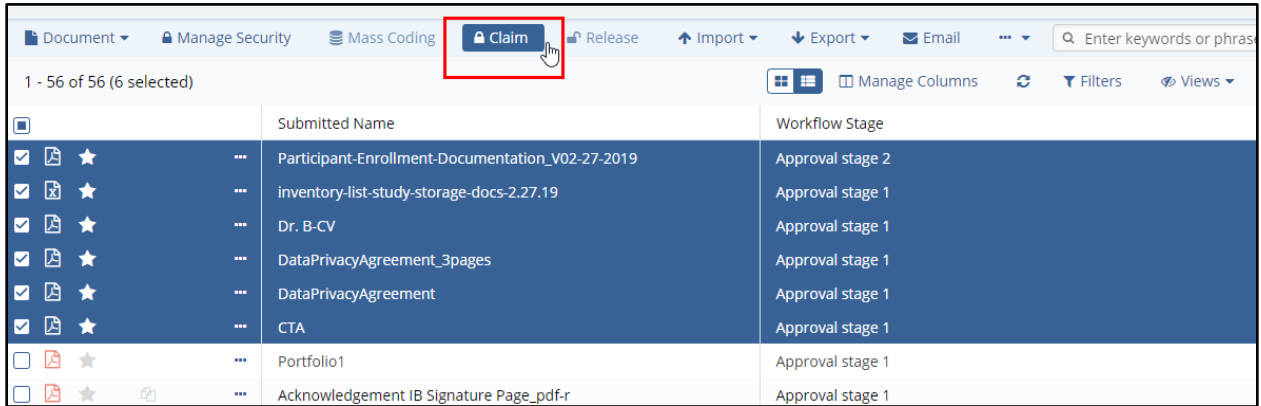 Document Manage Security Mass Coding Claim Release Import Export Email Enter keywords or phrase
1 - 56 of 56 (6 selected) Manage Columns Filters Views
Submitted Name Workflow Stage
Participant-Enrollment-Documentation_V02-27-2019 Approval stage 2
inventory-list-study-storage-docs-2.27.19 Approval stage 1
Dr. B-CV Approval stage 1
DataPrivacyAgreement_3pages Approval stage 1
DataPrivacyAgreement Approval stage 1
CTA Approval stage 1
Portfolio1 Approval stage 1
Acknowledgement IB Signature Page_pdf-r Approval stage 1